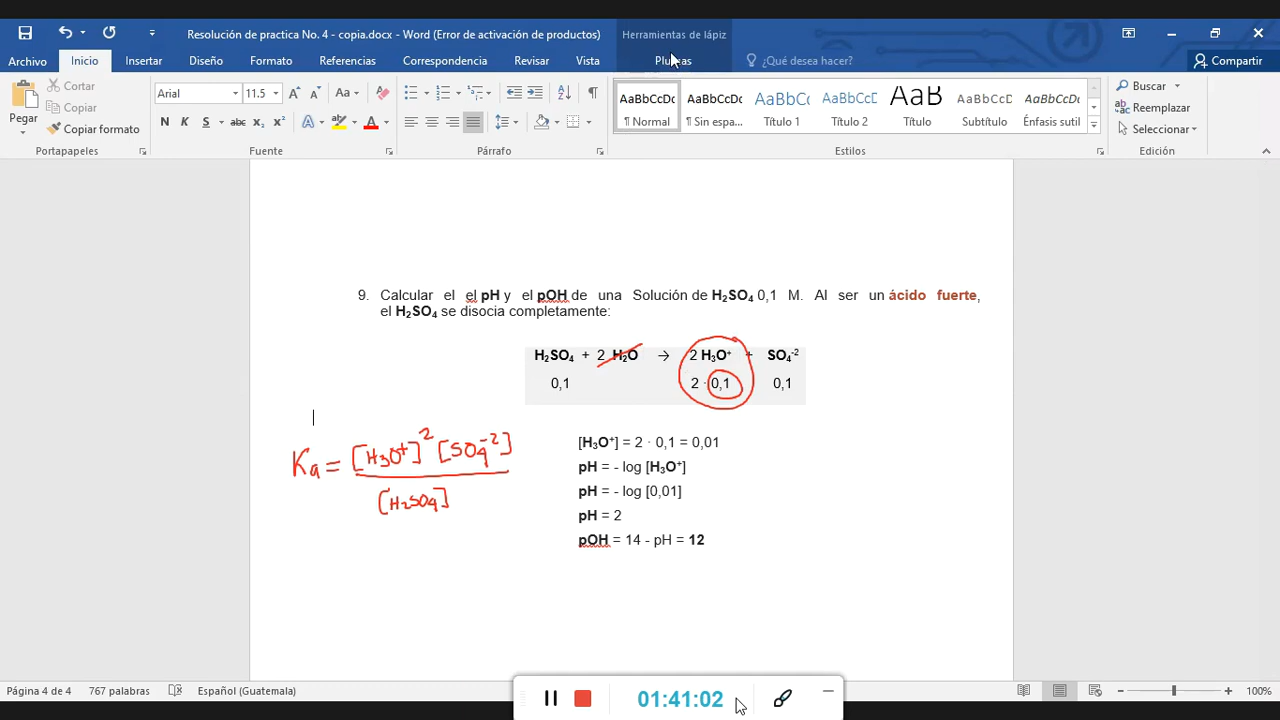 Resolución de practica No. 4 - copia.docx - Word (Error de activación de productos)
Herramientas de lápiz
Archivo Inicio Insertar Diseño Formato Referencias Correspondencia Revisar Vista Plumas ¿Qué desea hacer? Compartir
Pegar
Cortar
Copiar
Copiar formato
Portapapeles
Arial 11.5 Aa
N K S abc x₂ x² A A
Fuente
Párrafo
AaBbCcDc AaBbCcDc AaBbCc AaBbCcC AaB AaBbCcD AaBbCcDc
¶ Normal ¶ Sin espa... Título 1 Título 2 Título Subtítulo Énfasis sutil
Estilos
Buscar
Reemplazar
Seleccionar
Edición
9. Calcular el el pH y el pOH de una Solución de H₂SO₄ 0,1 M. Al ser un ácido fuerte,
el H₂SO₄ se disocia completamente:
H₂SO₄ + 2 H₂O → 2 H₃O⁺ + SO₄⁻²
0,1 2 · 0,1 0,1
Ka = [H₃O⁺]² [SO₄⁻²]
[H₂SO₄]
[H₃O⁺] = 2 · 0,1 = 0,01
pH = - log [H₃O⁺]
pH = - log [0,01]
pH = 2
pOH = 14 - pH = 12
Página 4 de 4 767 palabras Español (Guatemala) 100%
01:41:02